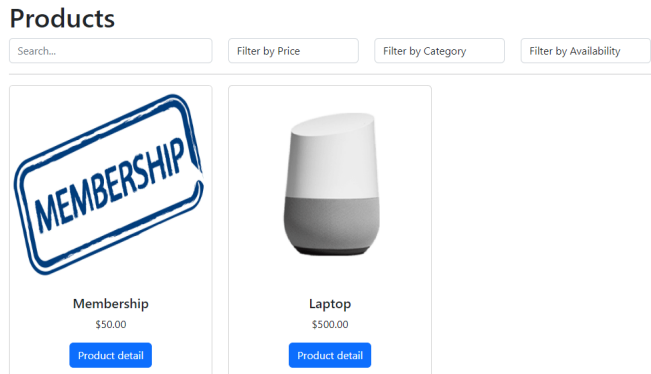 Products
Search...
Filter by Price
Filter by Category
Filter by Availability
MEMBERSHIP
Membership
$50.00
Product detail
Laptop
$500.00
Product detail